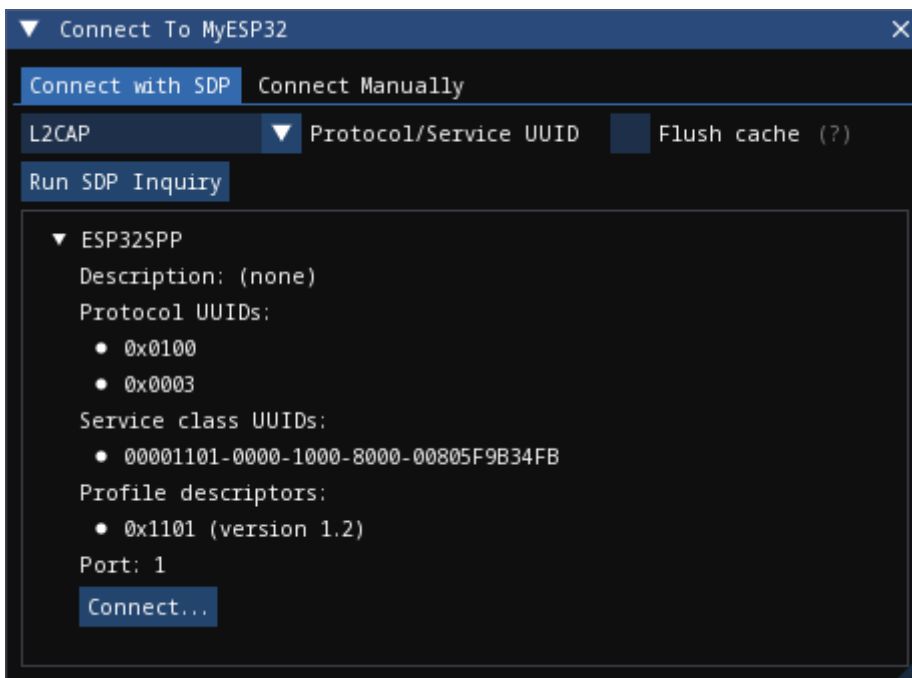 Connect To MyESP32
Connect with SDP Connect Manually
L2CAP Protocol/Service UUID Flush cache (?)
Run SDP Inquiry
ESP32SPP
Description: (none)
Protocol UUIDs:
0x0100
0x0003
Service class UUIDs:
00001101-0000-1000-8000-00805F9B34FB
Profile descriptors:
0x1101 (version 1.2)
Port: 1
Connect...